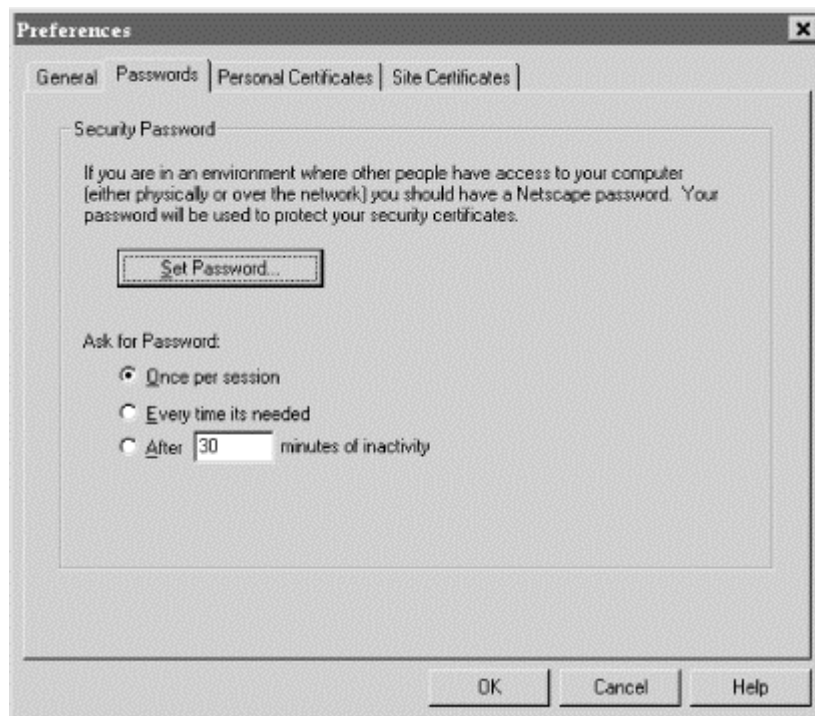 Preferences
General Passwords Personal Certificates Site Certificates
Security Password
If you are in an environment where other people have access to your computer
(either physically or over the network) you should have a Netscape password. Your
password will be used to protect your security certificates.
Set Password...
Ask for Password:
Once per session
Every time its needed
After 30 minutes of inactivity
OK Cancel Help